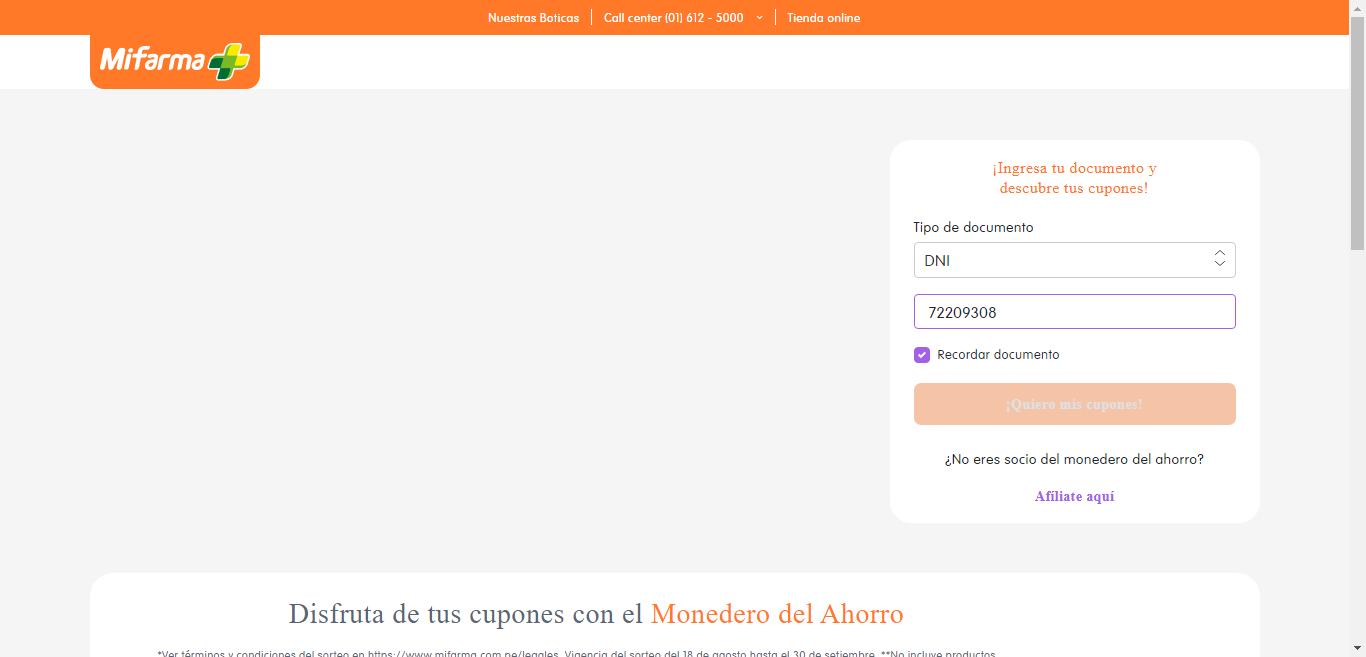 Nuestras Boticas Call center (01) 612 - 5000 Tienda online
Mifarma
¡Ingresa tu documento y
descubre tus cupones!
Tipo de documento
DNI
72209308
Recordar documento
¡Quiero mis cupones!
¿No eres socio del monedero del ahorro?
Afíliate aquí
Disfruta de tus cupones con el Monedero del Ahorro
*Ver términos y condiciones del sorteo en https://www.mifarma.com.pe/legales. Vigencia del sorteo del 18 de agosto hasta el 30 de setiembre. **No incluye productos